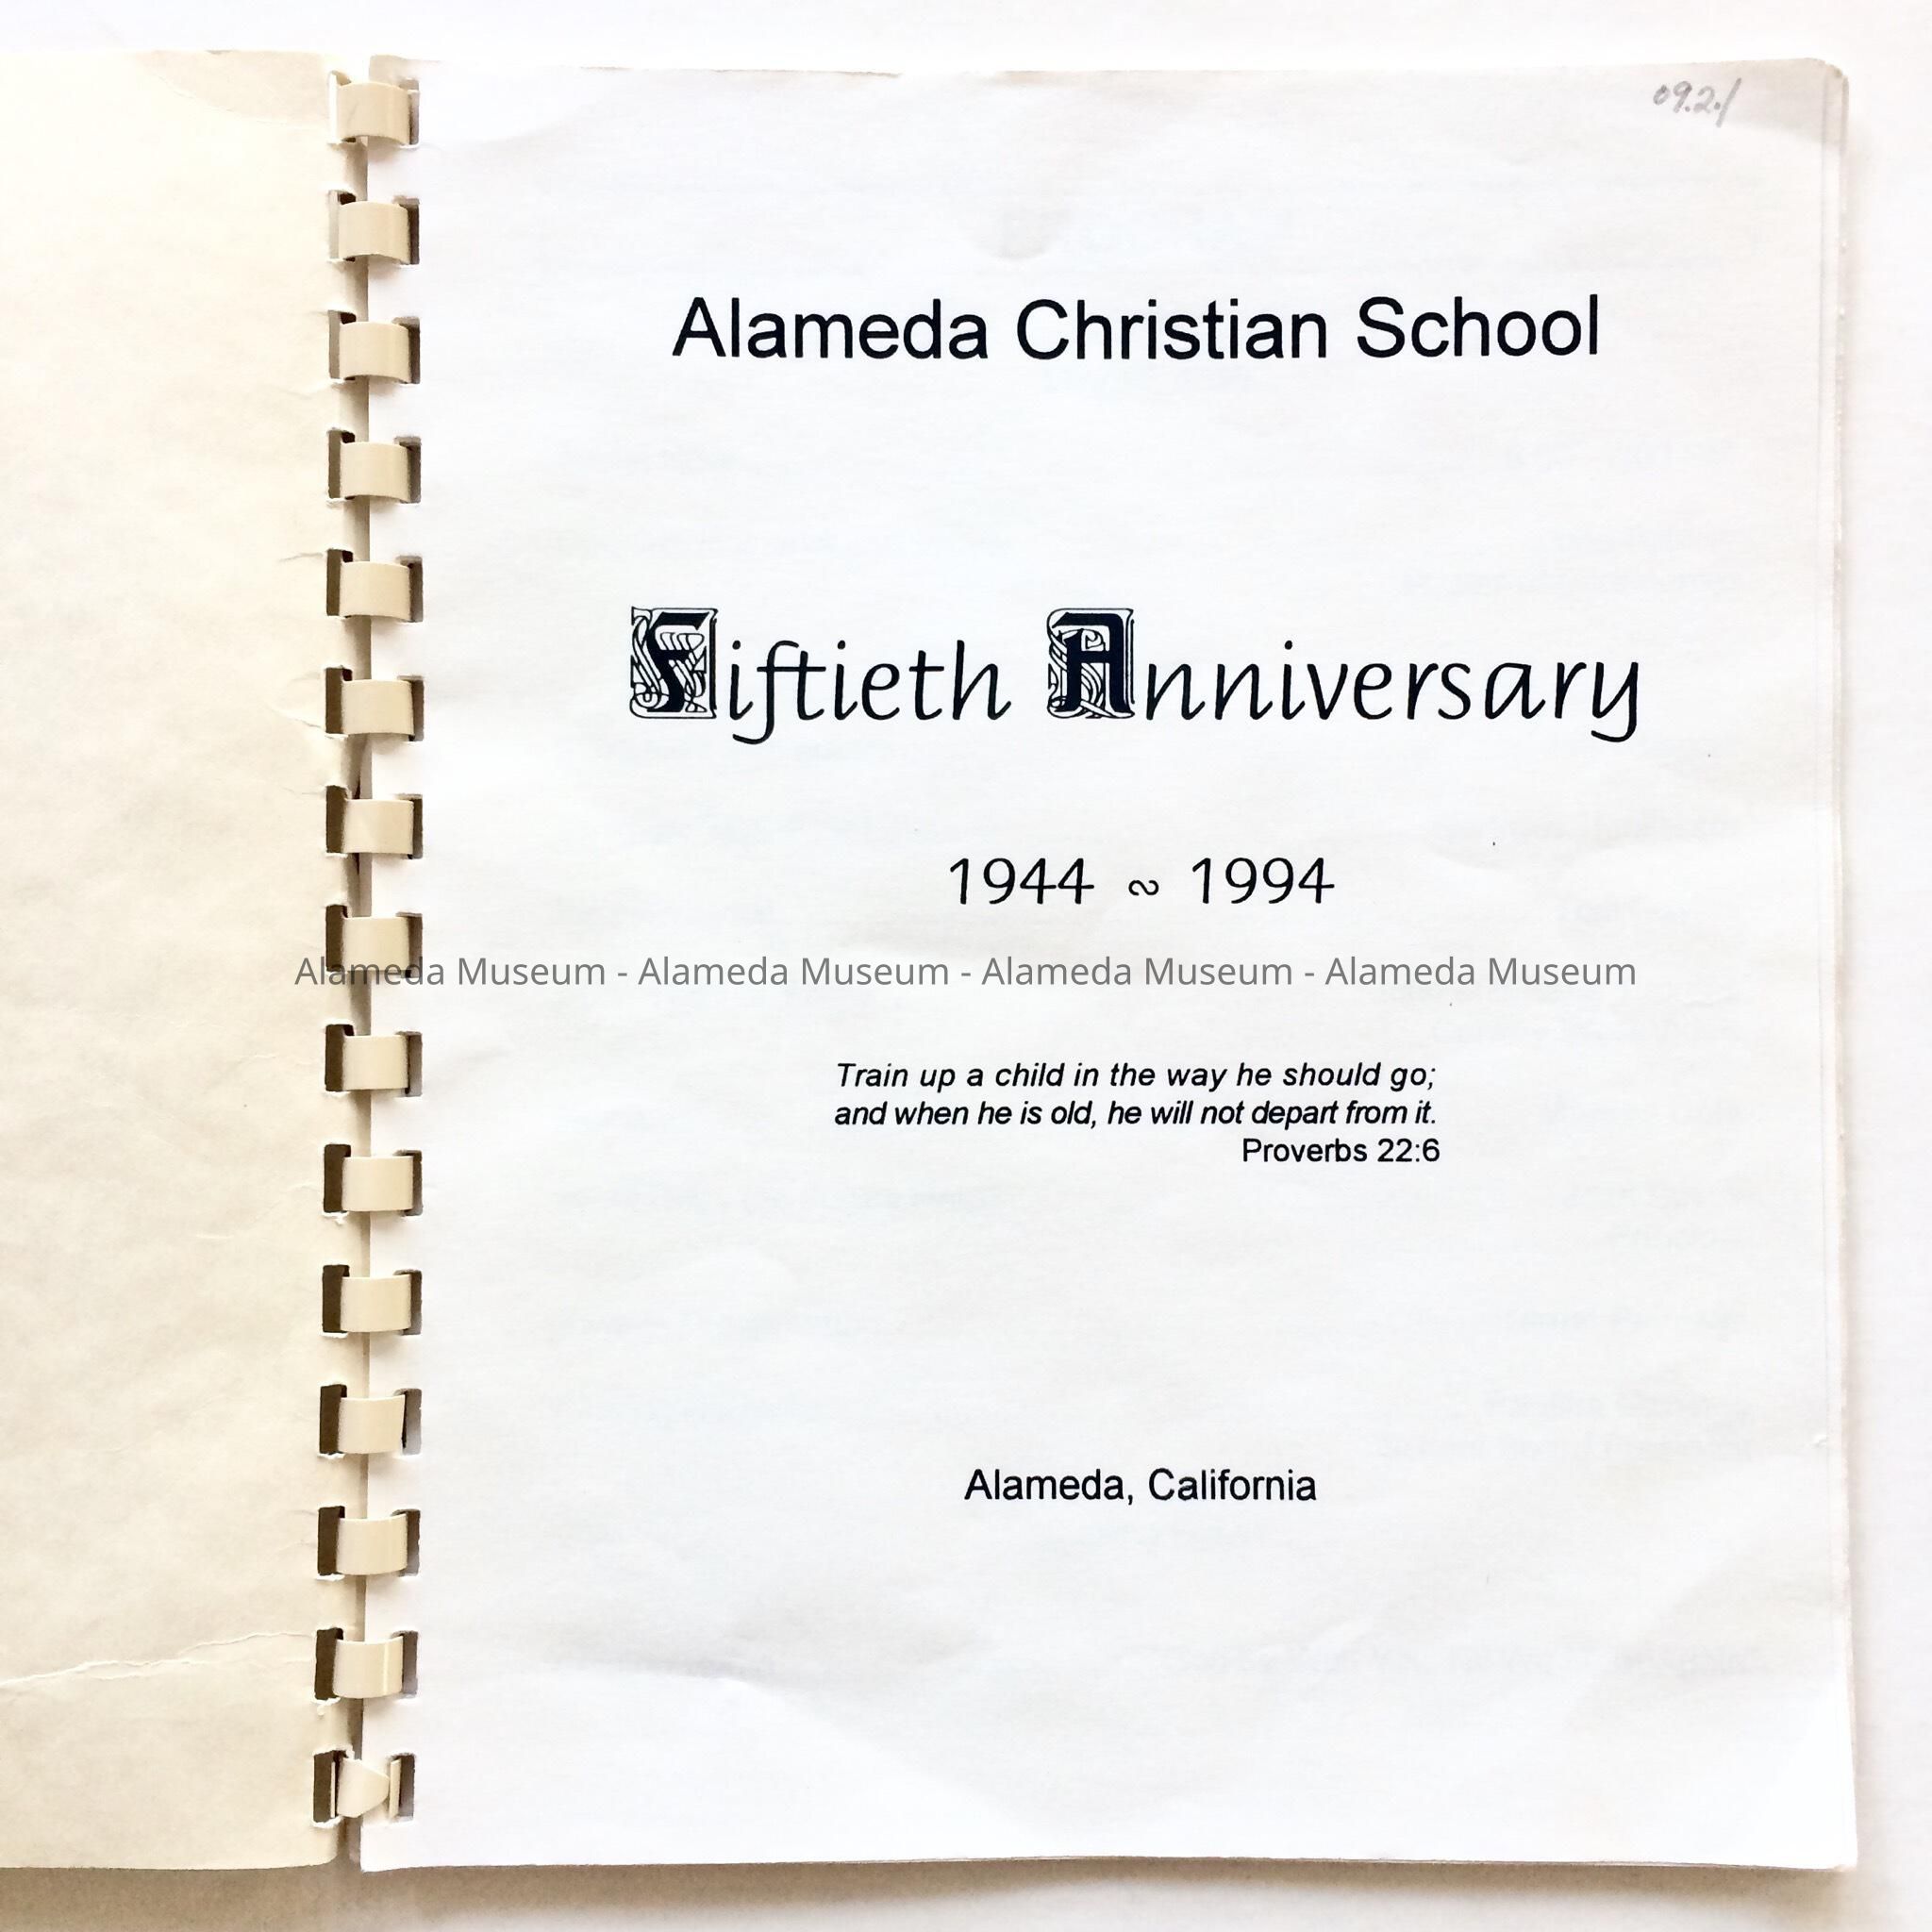 09.2.1
Alameda Christian School
Fiftieth Anniversary
1944 ~ 1994
Alameda Museum - Alameda Museum - Alameda Museum - Alameda Museum
Train up a child in the way he should go;
and when he is old, he will not depart from it.
Proverbs 22:6
Alameda, California